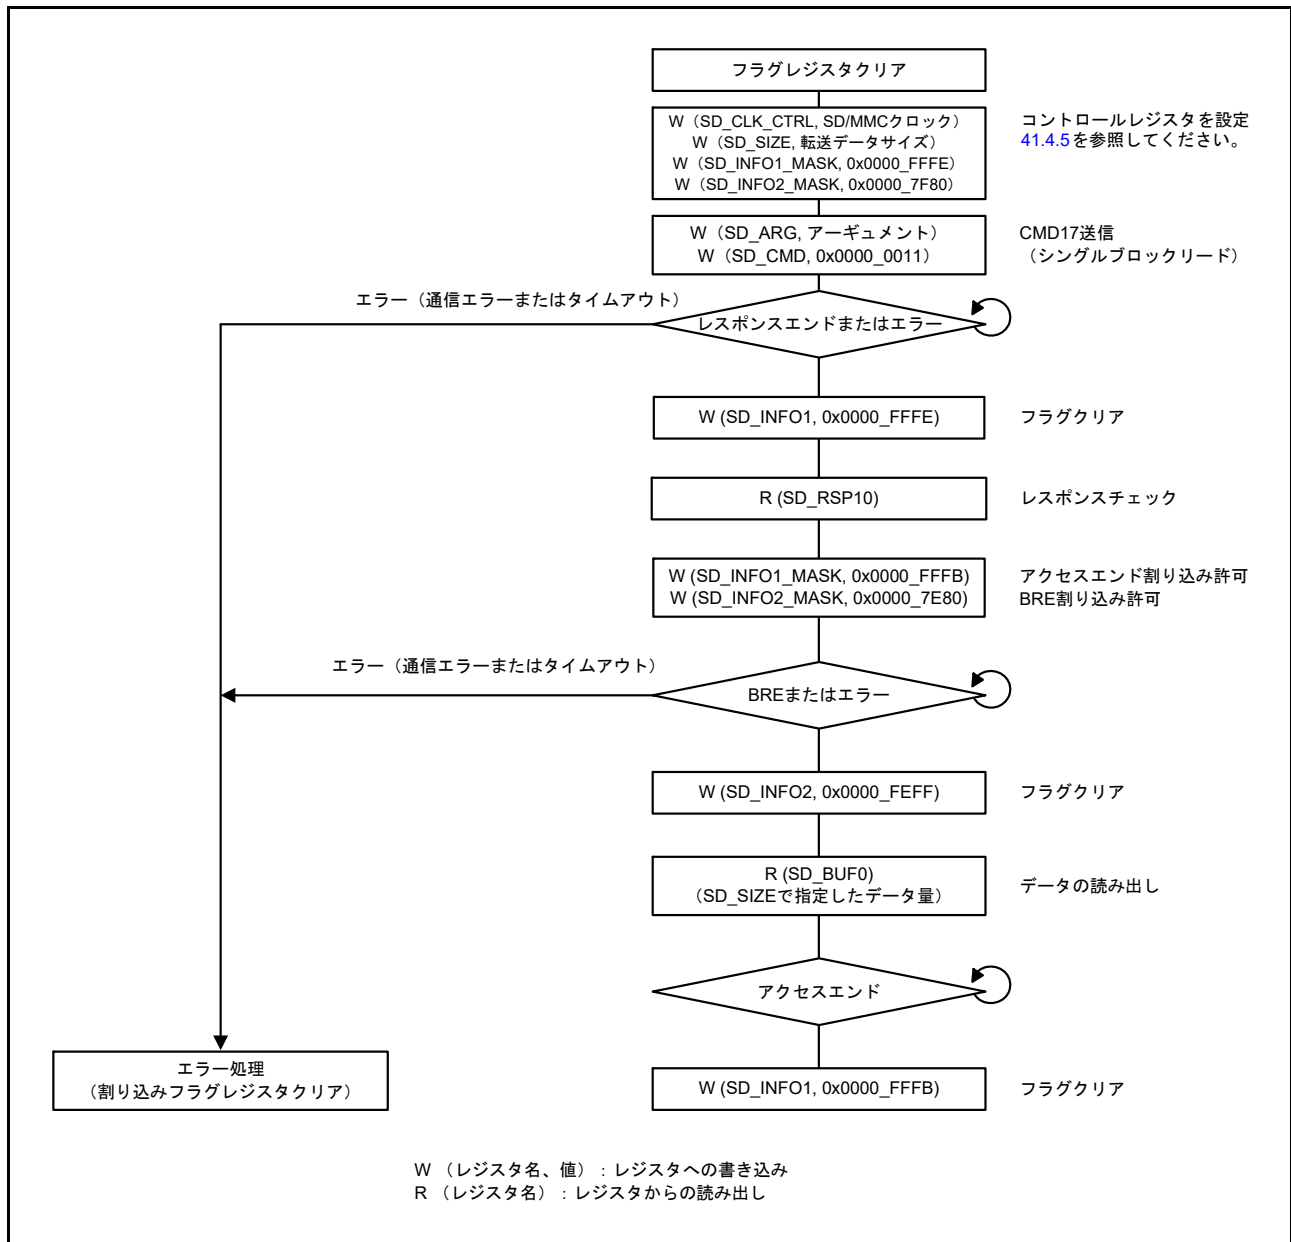 フラグレジスタクリア
W（SD_CLK_CTRL, SD/MMCクロック）
W（SD_SIZE, 転送データサイズ）
W（SD_INFO1_MASK, 0x0000_FFFE）
W（SD_INFO2_MASK, 0x0000_7F80）
コントロールレジスタを設定
41.4.5を参照してください。
W（SD_ARG, アーギュメント）
W（SD_CMD, 0x0000_0011）
CMD17送信
（シングルブロックリード）
エラー（通信エラーまたはタイムアウト）
レスポンスエンドまたはエラー
W (SD_INFO1, 0x0000_FFFE)
フラグクリア
R (SD_RSP10)
レスポンスチェック
W (SD_INFO1_MASK, 0x0000_FFFB)
W (SD_INFO2_MASK, 0x0000_7E80)
アクセスエンド割り込み許可
BRE割り込み許可
エラー（通信エラーまたはタイムアウト）
BREまたはエラー
W (SD_INFO2, 0x0000_FEFF)
フラグクリア
R (SD_BUF0)
（SD_SIZEで指定したデータ量）
データの読み出し
アクセスエンド
エラー処理
（割り込みフラグレジスタクリア）
W (SD_INFO1, 0x0000_FFFB)
フラグクリア
W （レジスタ名、値）：レジスタへの書き込み
R （レジスタ名）：レジスタからの読み出し